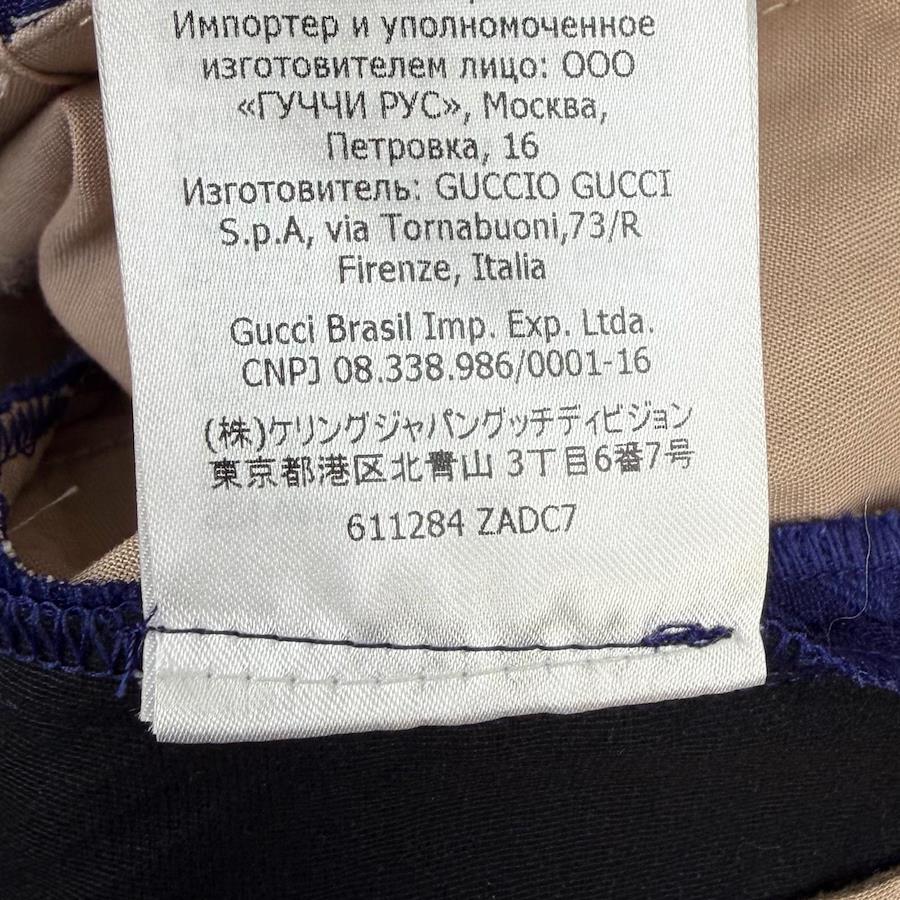 Импортер и уполномоченное
изготовителем лицо: ООО
«ГУЧЧИ РУС», Москва,
Петровка, 16
Изготовитель: GUCCIO GUCCI
S.p.A, via Tornabuoni,73/R
Firenze, Italia
Gucci Brasil Imp. Exp. Ltda.
CNPJ 08.338.986/0001-16
(株)ケリングジャパングッチディビジョン
東京都港区北青山 3丁目6番7号
611284 ZADC7